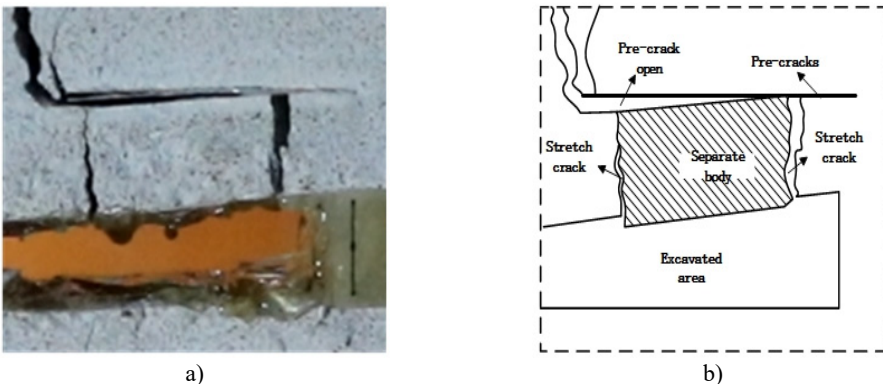 Pre-crack
open
Pre-cracks
Stretch
crack
Separate
body
Stretch
crack
Excavated
area
a)
b)